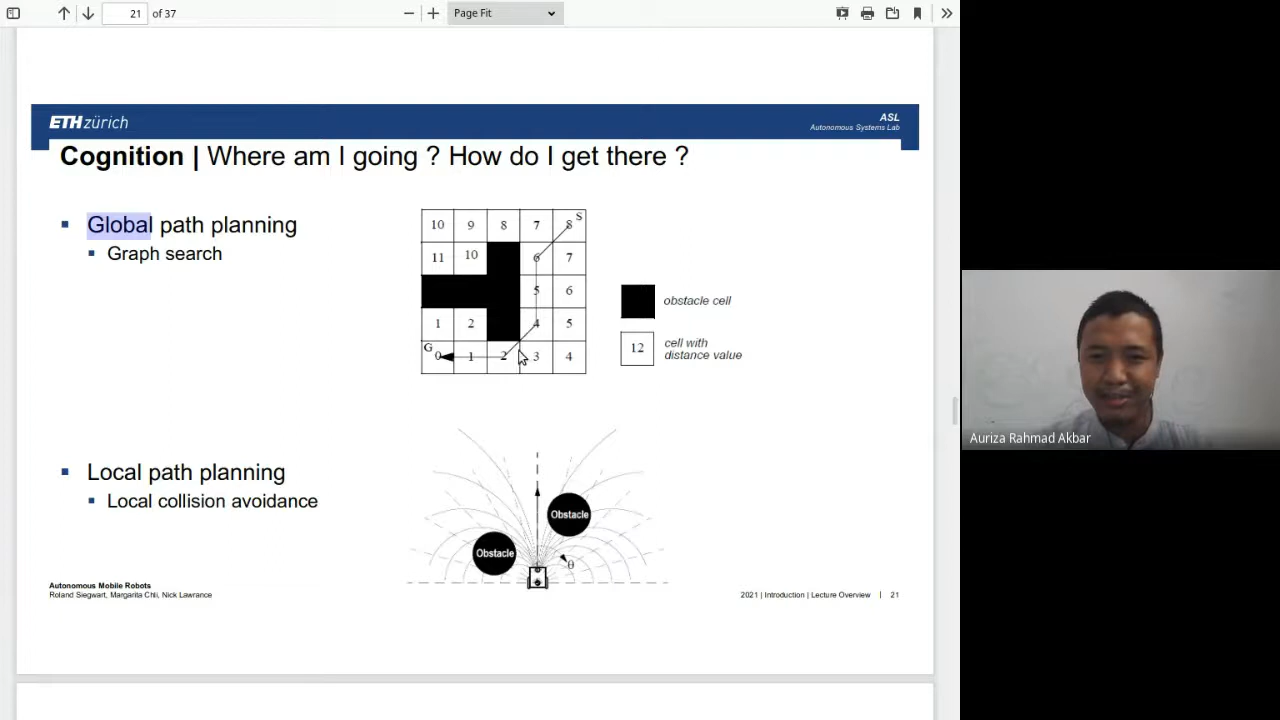 21 of 37
Page Fit
ETH zürich
ASL
Autonomous Systems Lab
Cognition | Where am I going ? How do I get there ?
Global path planning
Graph search
10 9 8 7 8 S
11 10 6 7
5 6
1 2 4 5
G 0 1 2 3 4
obstacle cell
12 cell with
distance value
Local path planning
Local collision avoidance
Obstacle
Obstacle
θ
Autonomous Mobile Robots
Roland Siegwart, Margarita Chli, Nick Lawrance
2021 | Introduction | Lecture Overview | 21
Auriza Rahmad Akbar